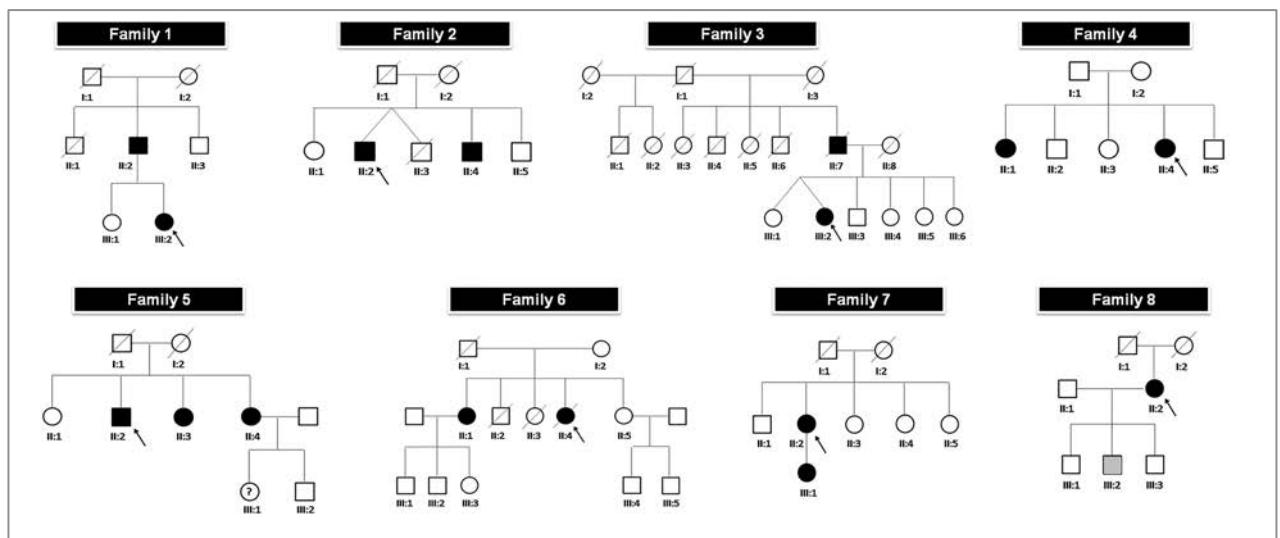 Family 1
Family 2
Family 3
Family 4
I:1 I:2
II:1 II:2 II:3
III:1 III:2
I:1 I:2
II:1 II:2 II:3 II:4 II:5
I:2 I:1 I:3
II:1 II:2 II:3 II:4 II:5 II:6 II:7 II:8
III:1 III:2 III:3 III:4 III:5 III:6
I:1 I:2
II:1 II:2 II:3 II:4 II:5
Family 5
Family 6
Family 7
Family 8
I:1 I:2
II:1 II:2 II:3 II:4
?
III:1 III:2
I:1 I:2
II:1 II:2 II:3 II:4 II:5
III:1 III:2 III:3 III:4 III:5
I:1 I:2
II:1 II:2 II:3 II:4 II:5
III:1
I:1 I:2
II:1 II:2
III:1 III:2 III:3